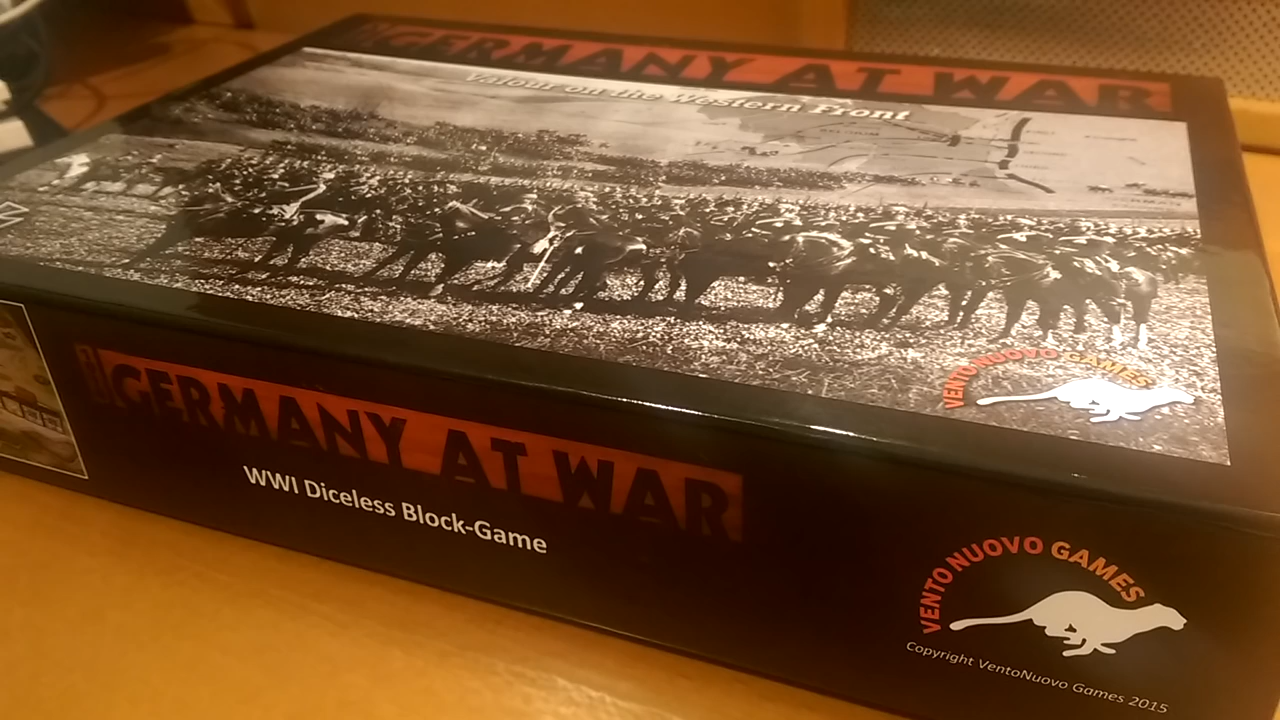 GERMANY AT WAR
Valour on the Western Front
BELGIUM
VENTO NUOVO GAMES
GERMANY AT WAR
WWI Diceless Block-Game
VENTO NUOVO GAMES
Copyright VentoNuovo Games 2015